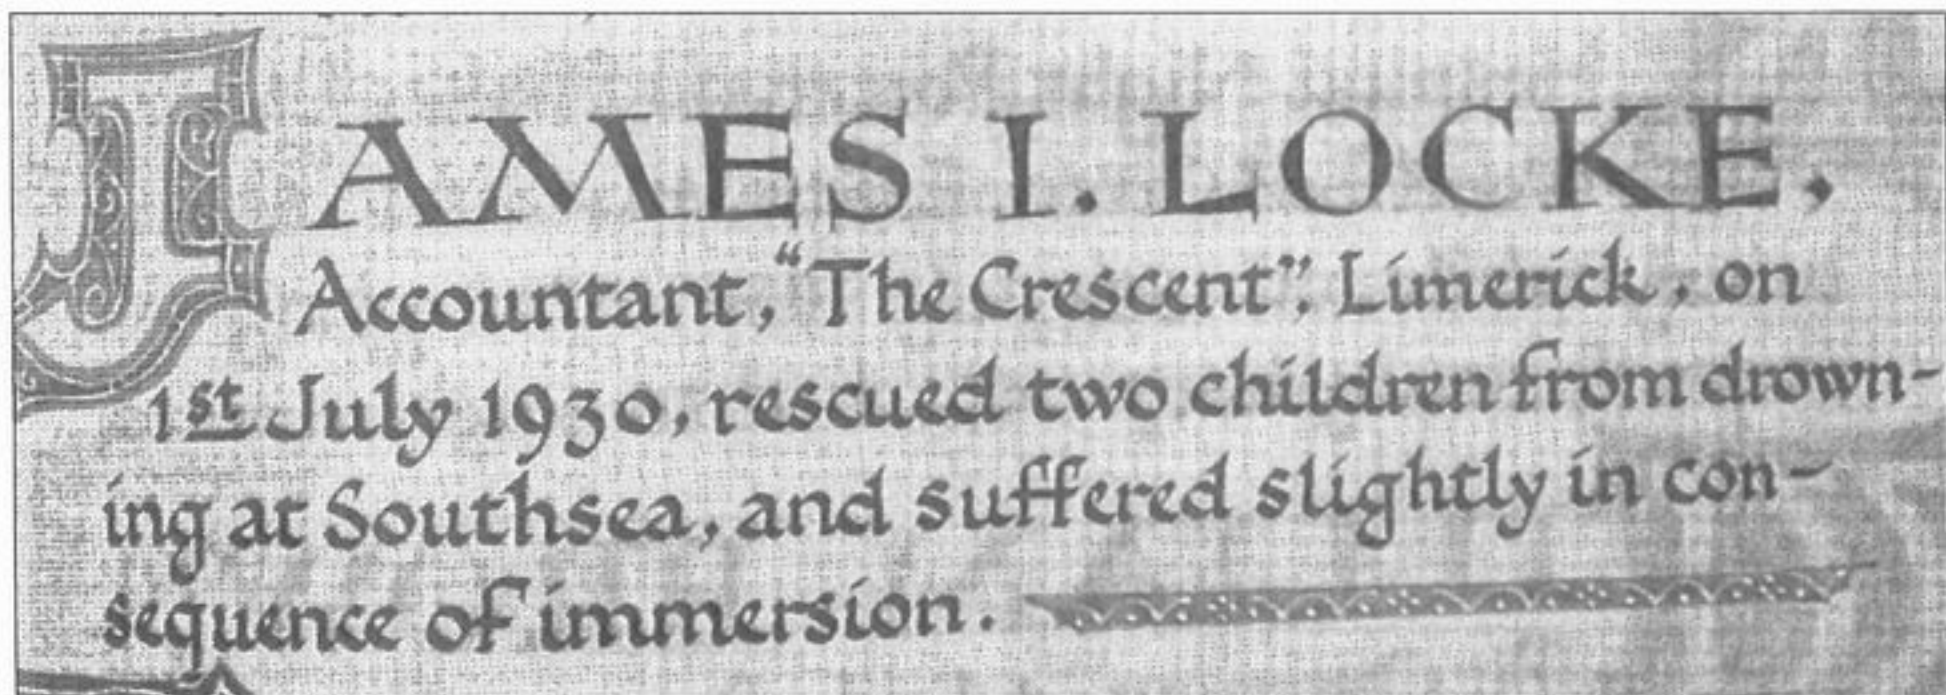 JAMES I. LOCKE,
Accountant, "The Crescent", Limerick, on
1st July 1930, rescued two children from drown-
ing at Southsea, and suffered slightly in con-
sequence of immersion.